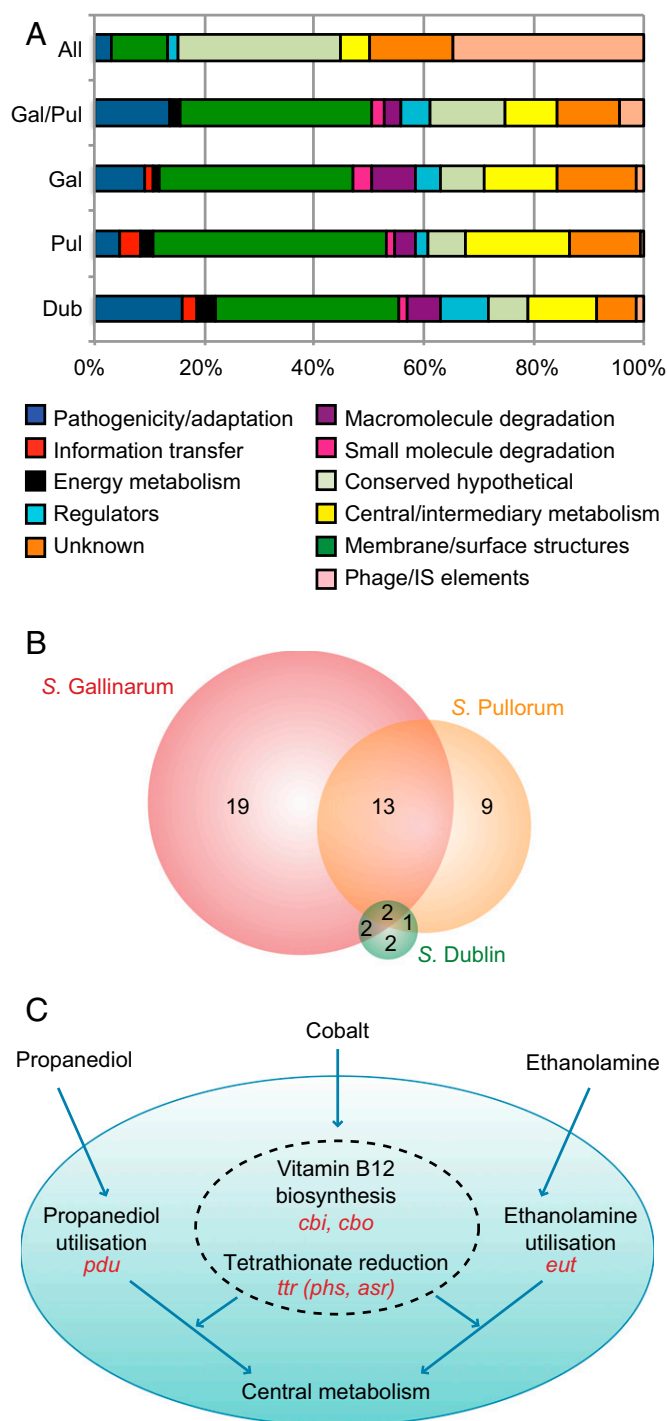 A
All
Gal/Pul
Gal
Pul
Dub
0% 20% 40% 60% 80% 100%
Pathogenicity/adaptation
Information transfer
Energy metabolism
Regulators
Unknown
Macromolecule degradation
Small molecule degradation
Conserved hypothetical
Central/intermediary metabolism
Membrane/surface structures
Phage/IS elements
B
S. Gallinarum
S. Pullorum
19 13 9
2
2 1
2
S. Dublin
C
Cobalt
Propanediol
Ethanolamine
Vitamin B12
biosynthesis
cbi, cbo
Propanediol
utilisation
pdu
Ethanolamine
utilisation
eut
Tetrathionate reduction
ttr (phs, asr)
Central metabolism